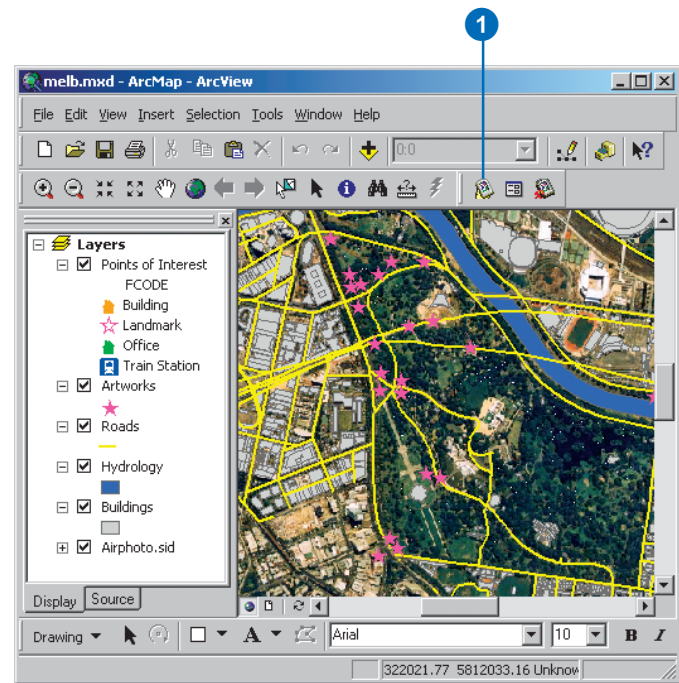 1
melb.mxd - ArcMap - ArcView
File Edit View Insert Selection Tools Window Help
0:0
Layers
Points of Interest
FCODE
Building
Landmark
Office
Train Station
Artworks
Roads
Hydrology
Buildings
Airphoto.sid
Display Source
Drawing A Arial 10 B I
322021.77 5812033.16 Unknow